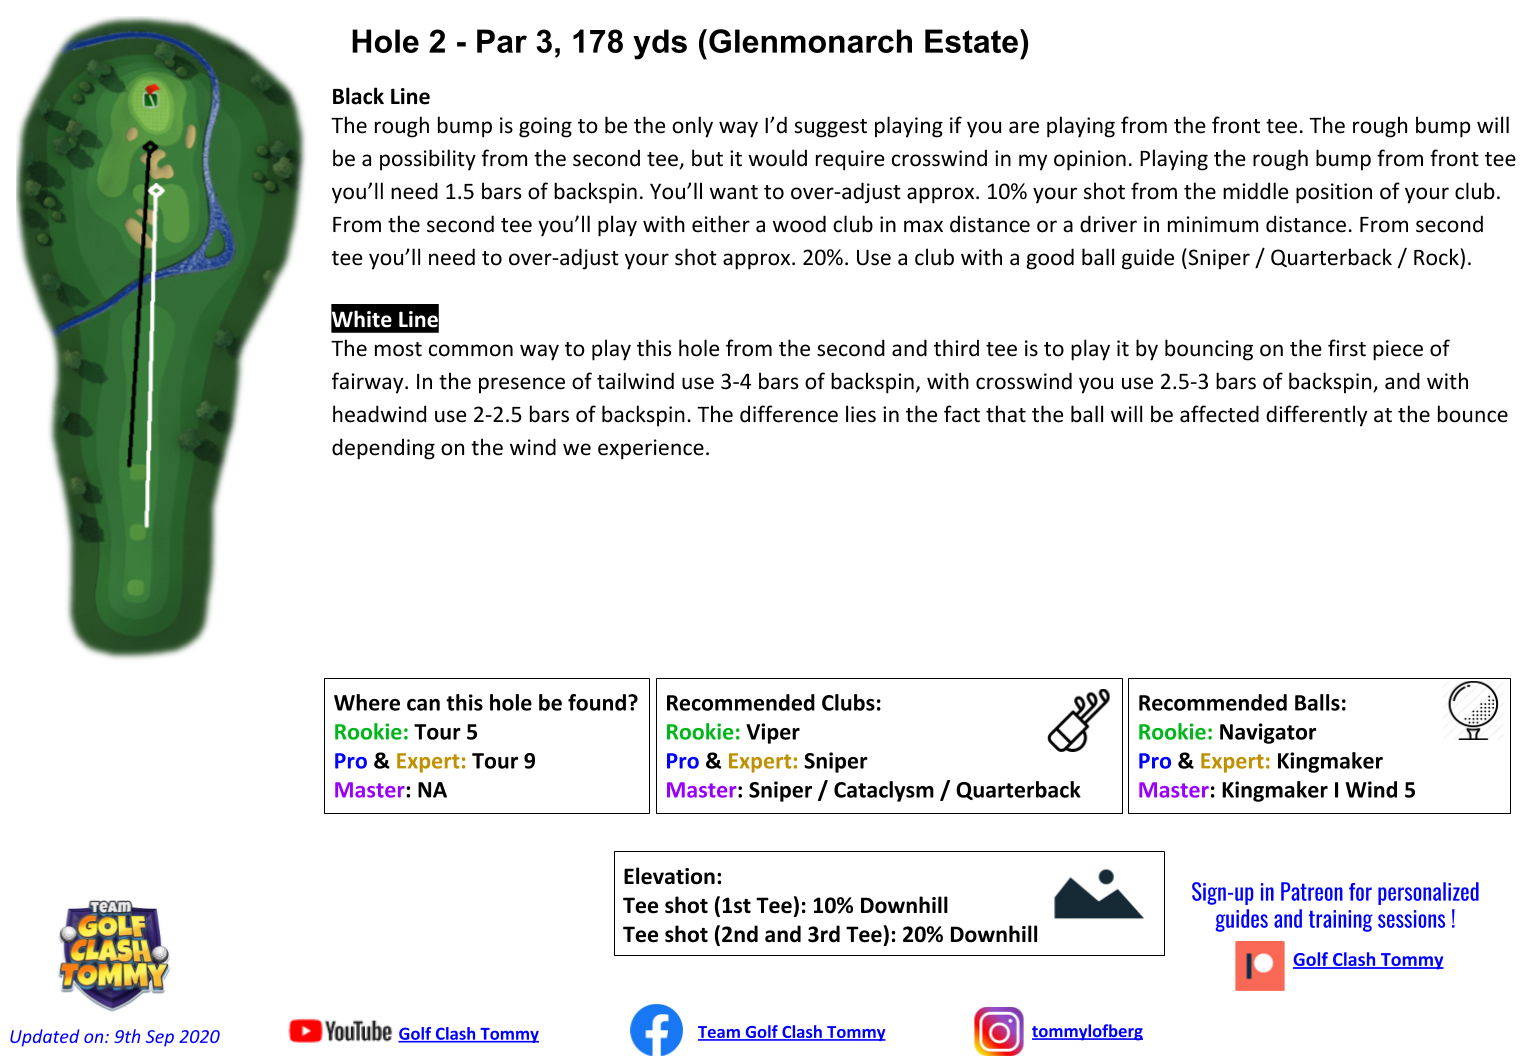 Hole 2 - Par 3, 178 yds (Glenmonarch Estate)
Black Line
The rough bump is going to be the only way I’d suggest playing if you are playing from the front tee. The rough bump will
be a possibility from the second tee, but it would require crosswind in my opinion. Playing the rough bump from front tee
you’ll need 1.5 bars of backspin. You’ll want to over-adjust approx. 10% your shot from the middle position of your club.
From the second tee you’ll play with either a wood club in max distance or a driver in minimum distance. From second
tee you’ll need to over-adjust your shot approx. 20%. Use a club with a good ball guide (Sniper / Quarterback / Rock).
White Line
The most common way to play this hole from the second and third tee is to play it by bouncing on the first piece of
fairway. In the presence of tailwind use 3-4 bars of backspin, with crosswind you use 2.5-3 bars of backspin, and with
headwind use 2-2.5 bars of backspin. The difference lies in the fact that the ball will be affected differently at the bounce
depending on the wind we experience.
Where can this hole be found?
Rookie: Tour 5
Pro & Expert: Tour 9
Master: NA
Recommended Clubs:
Rookie: Viper
Pro & Expert: Sniper
Master: Sniper / Cataclysm / Quarterback
Recommended Balls:
Rookie: Navigator
Pro & Expert: Kingmaker
Master: Kingmaker I Wind 5
Elevation:
Tee shot (1st Tee): 10% Downhill
Tee shot (2nd and 3rd Tee): 20% Downhill
Sign-up in Patreon for personalized
guides and training sessions !
Golf Clash Tommy
TEAM
GOLF
CLASH
TOMMY
Updated on: 9th Sep 2020
YouTube Golf Clash Tommy
Team Golf Clash Tommy
tommylofberg